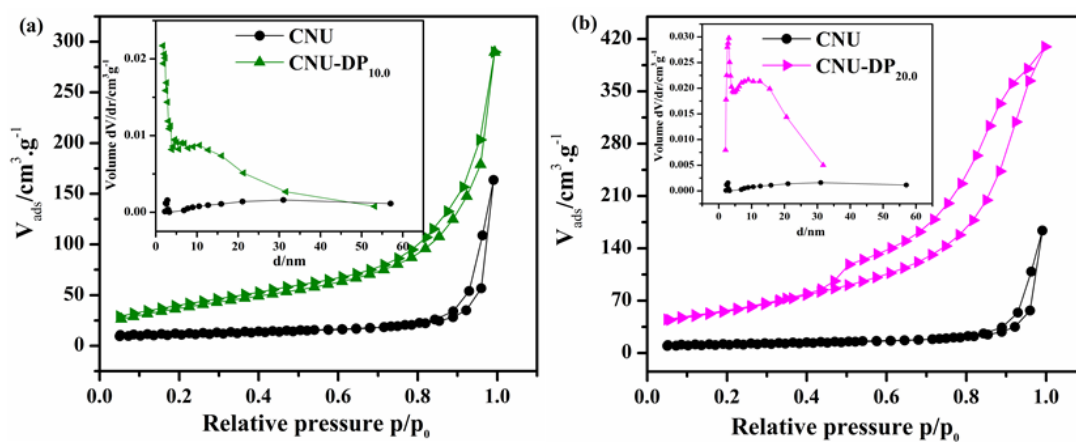 (a)
CNU
CNU-DP10.0
Volume dV/dr/cm³g⁻¹
0.02
0.01
0.00
0 10 20 30 40 50 60
d/nm
Vads/cm³.g⁻¹
300
250
200
150
100
50
0
0.0 0.2 0.4 0.6 0.8 1.0
Relative pressure p/p0
(b)
CNU
CNU-DP20.0
Volume dV/dr/cm³g⁻¹
0.030
0.025
0.020
0.015
0.010
0.005
0.000
0 10 20 30 40 50 60
d/nm
Vads/cm³.g⁻¹
420
350
280
210
140
70
0
0.0 0.2 0.4 0.6 0.8 1.0
Relative pressure p/p0